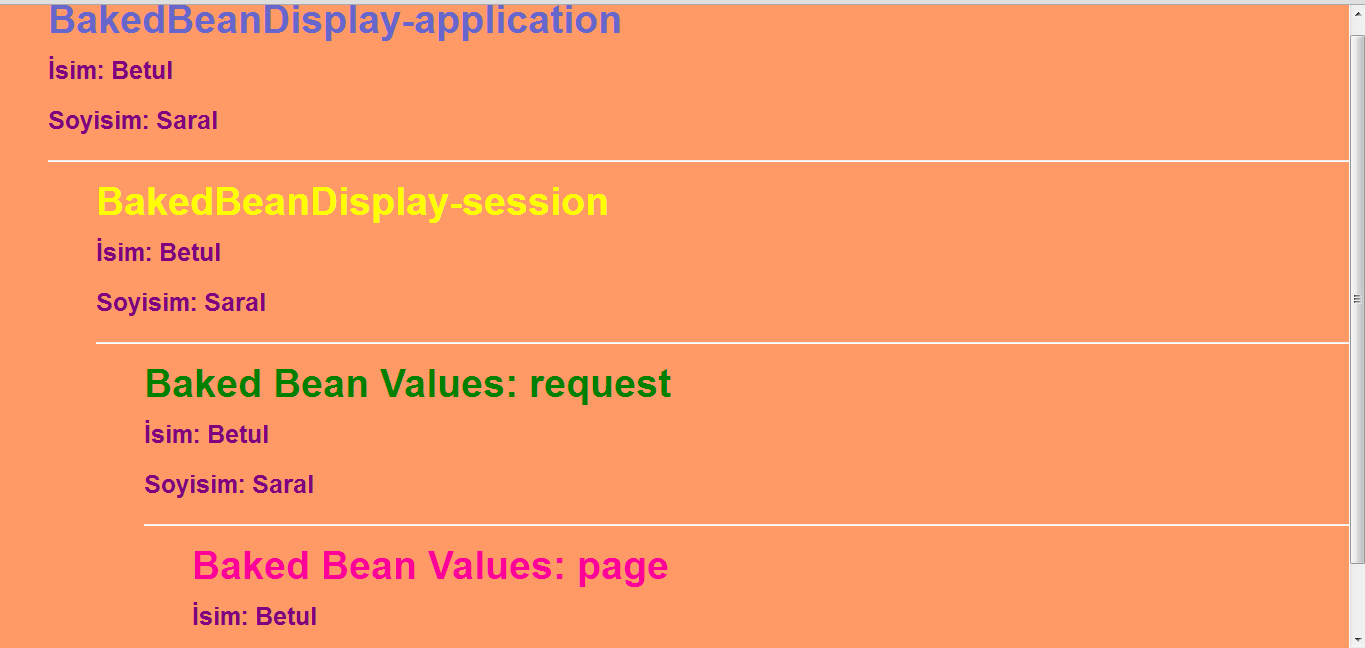 BakedBeanDisplay-application
İsim: Betul
Soyisim: Saral
BakedBeanDisplay-session
İsim: Betul
Soyisim: Saral
Baked Bean Values: request
İsim: Betul
Soyisim: Saral
Baked Bean Values: page
İsim: Betul